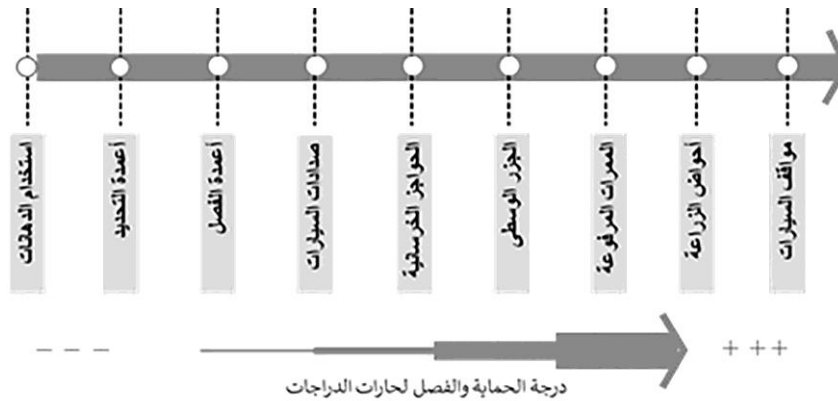 استخدام الدهانات
أعمدة التحديد
أعمدة الفصل
صدادات السيارات
الحواجز الخرسانية
الجزر الوسطى
الممرات المرفوعة
أحواض الزراعة
مواقف السيارات
− − −
+ + +
درجة الحماية والفصل لحارات الدراجات